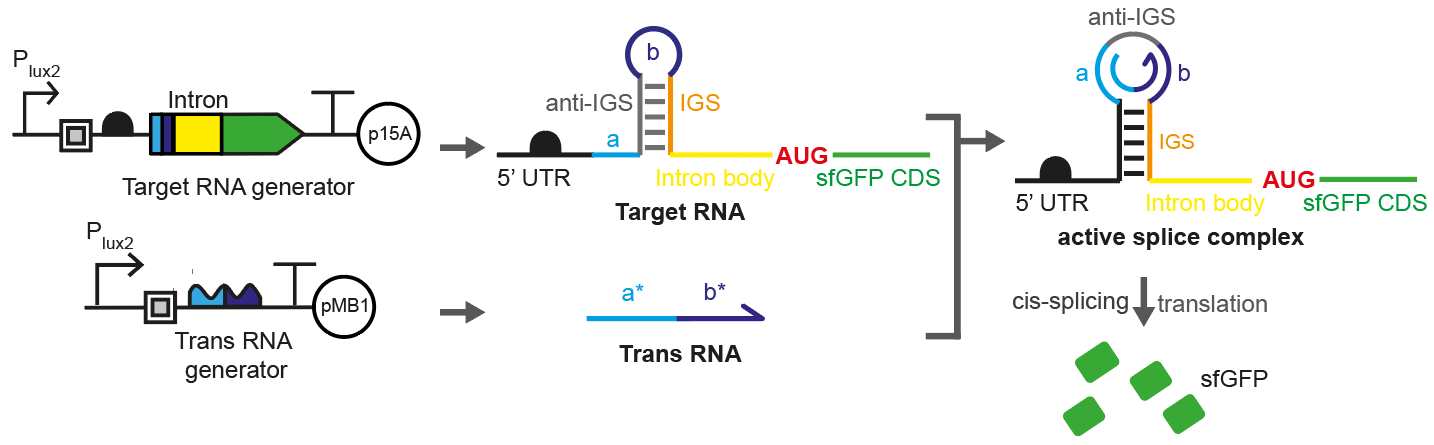 Plux2
Intron
p15A
Target RNA generator
Plux2
pMB1
Trans RNA
generator
b
anti-IGS
IGS
a
AUG
5' UTR
Intron body
sfGFP CDS
Target RNA
a*
b*
Trans RNA
anti-IGS
a
b
IGS
AUG
5' UTR
Intron body
sfGFP CDS
active splice complex
cis-splicing
translation
sfGFP